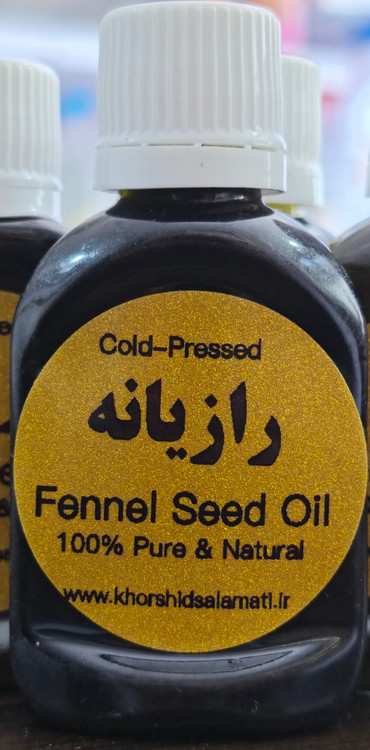 Cold-Pressed
رازیانه
Fennel Seed Oil
100% Pure & Natural
www.khorshidsalamati.ir